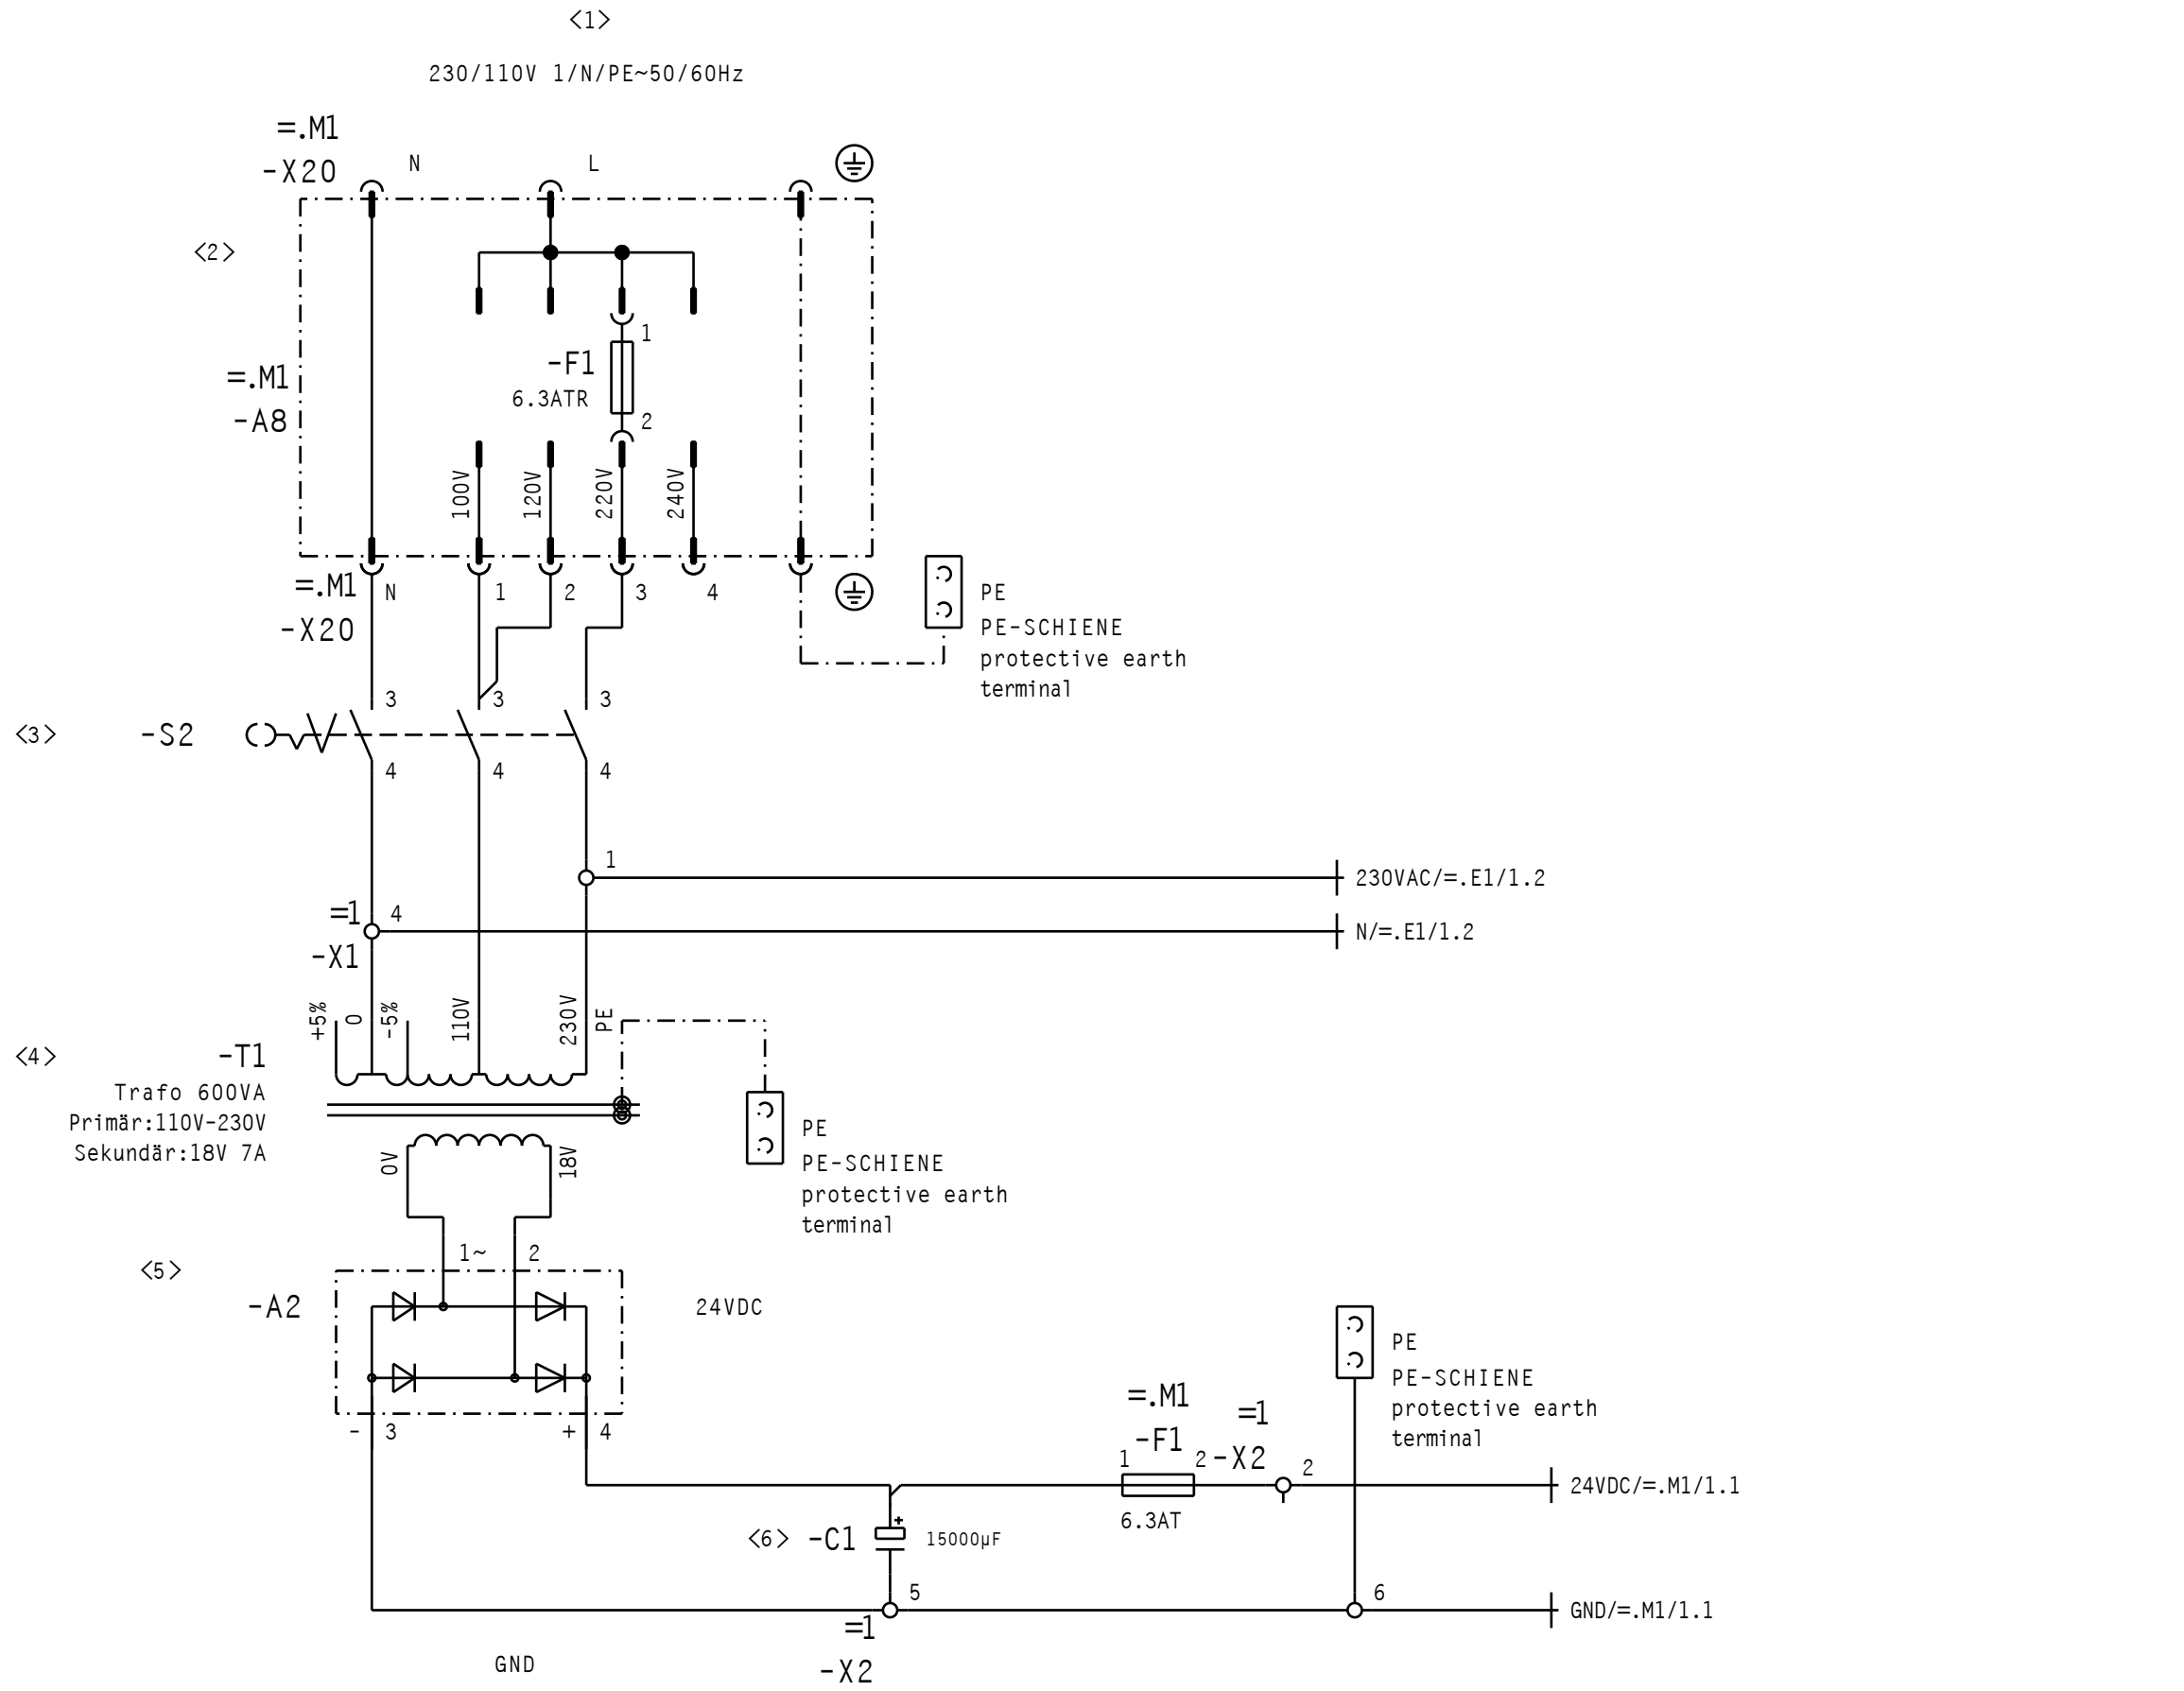 <1>
230/110V 1/N/PE~50/60Hz
=.M1
-X20
N
L
<2>
1
-F1
6.3ATR
2
=.M1
-A8
100V
120V
220V
240V
=.M1
-X20
N
1
2
3
4
PE
PE-SCHIENE
protective earth
terminal
<3>
-S2
3
3
3
4
4
4
1
230VAC/=.E1/1.2
=1
4
-X1
N/=.E1/1.2
+5%
0
-5%
110V
230V
PE
<4>
-T1
Trafo 600VA
Primär:110V-230V
Sekundär:18V 7A
0V
18V
PE
PE-SCHIENE
protective earth
terminal
<5>
1~
2
-A2
24VDC
-
3
+
4
PE
PE-SCHIENE
protective earth
terminal
=.M1
-F1
1
2
6.3AT
=1
-X2
2
24VDC/=.M1/1.1
<6>
-C1
+
15000µF
5
6
GND/=.M1/1.1
=1
-X2
GND